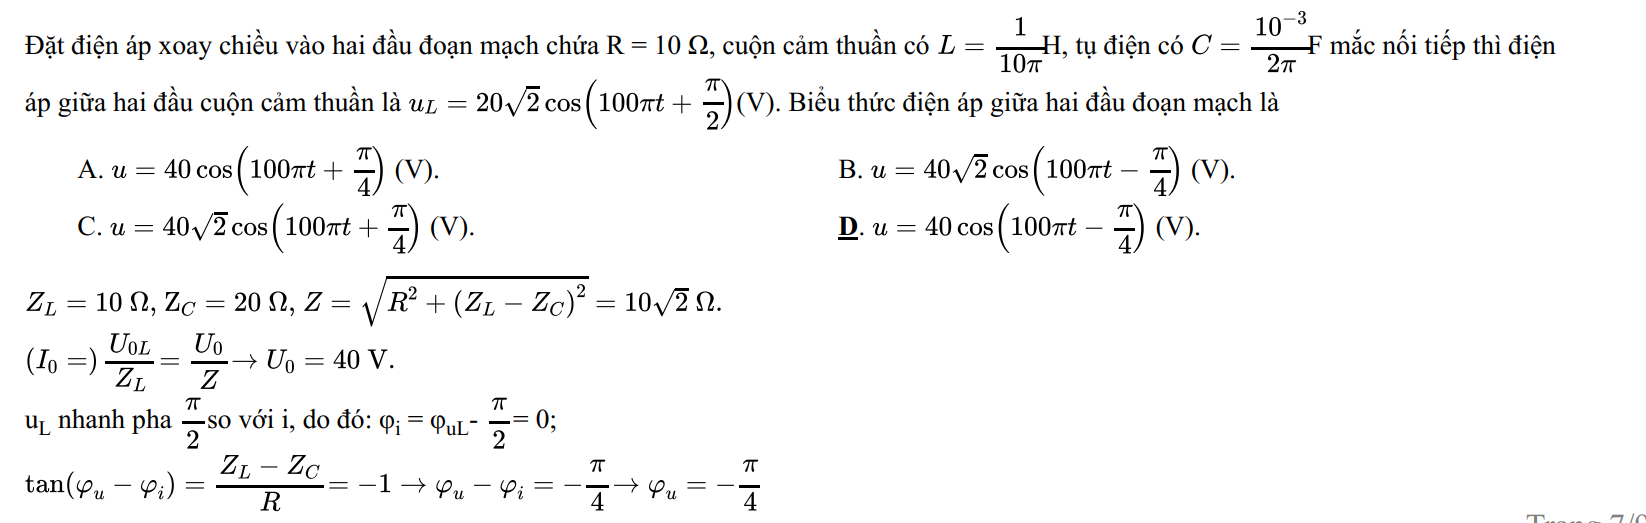 Đặt điện áp xoay chiều vào hai đầu đoạn mạch chứa R = 10 Ω, cuộn cảm thuần có $L = \frac{1}{10\pi}$H, tụ điện có $C = \frac{10^{-3}}{2\pi}$F mắc nối tiếp thì điện
áp giữa hai đầu cuộn cảm thuần là $u_L = 20\sqrt{2}\cos\left(100\pi t + \frac{\pi}{2}\right)$(V). Biểu thức điện áp giữa hai đầu đoạn mạch là
A. $u = 40\cos\left(100\pi t + \frac{\pi}{4}\right)$ (V). B. $u = 40\sqrt{2}\cos\left(100\pi t - \frac{\pi}{4}\right)$ (V).
C. $u = 40\sqrt{2}\cos\left(100\pi t + \frac{\pi}{4}\right)$ (V). D. $u = 40\cos\left(100\pi t - \frac{\pi}{4}\right)$ (V).
$Z_L = 10\ \Omega, Z_C = 20\ \Omega, Z = \sqrt{R^2 + (Z_L - Z_C)^2} = 10\sqrt{2}\ \Omega.$
$(I_0 =) \frac{U_{0L}}{Z_L} = \frac{U_0}{Z} \rightarrow U_0 = 40$ V.
u_L nhanh pha $\frac{\pi}{2}$ so với i, do đó: φ_i = φ_{uL} - $\frac{\pi}{2}$ = 0;
$\tan(\varphi_u - \varphi_i) = \frac{Z_L - Z_C}{R} = -1 \rightarrow \varphi_u - \varphi_i = -\frac{\pi}{4} \rightarrow \varphi_u = -\frac{\pi}{4}$